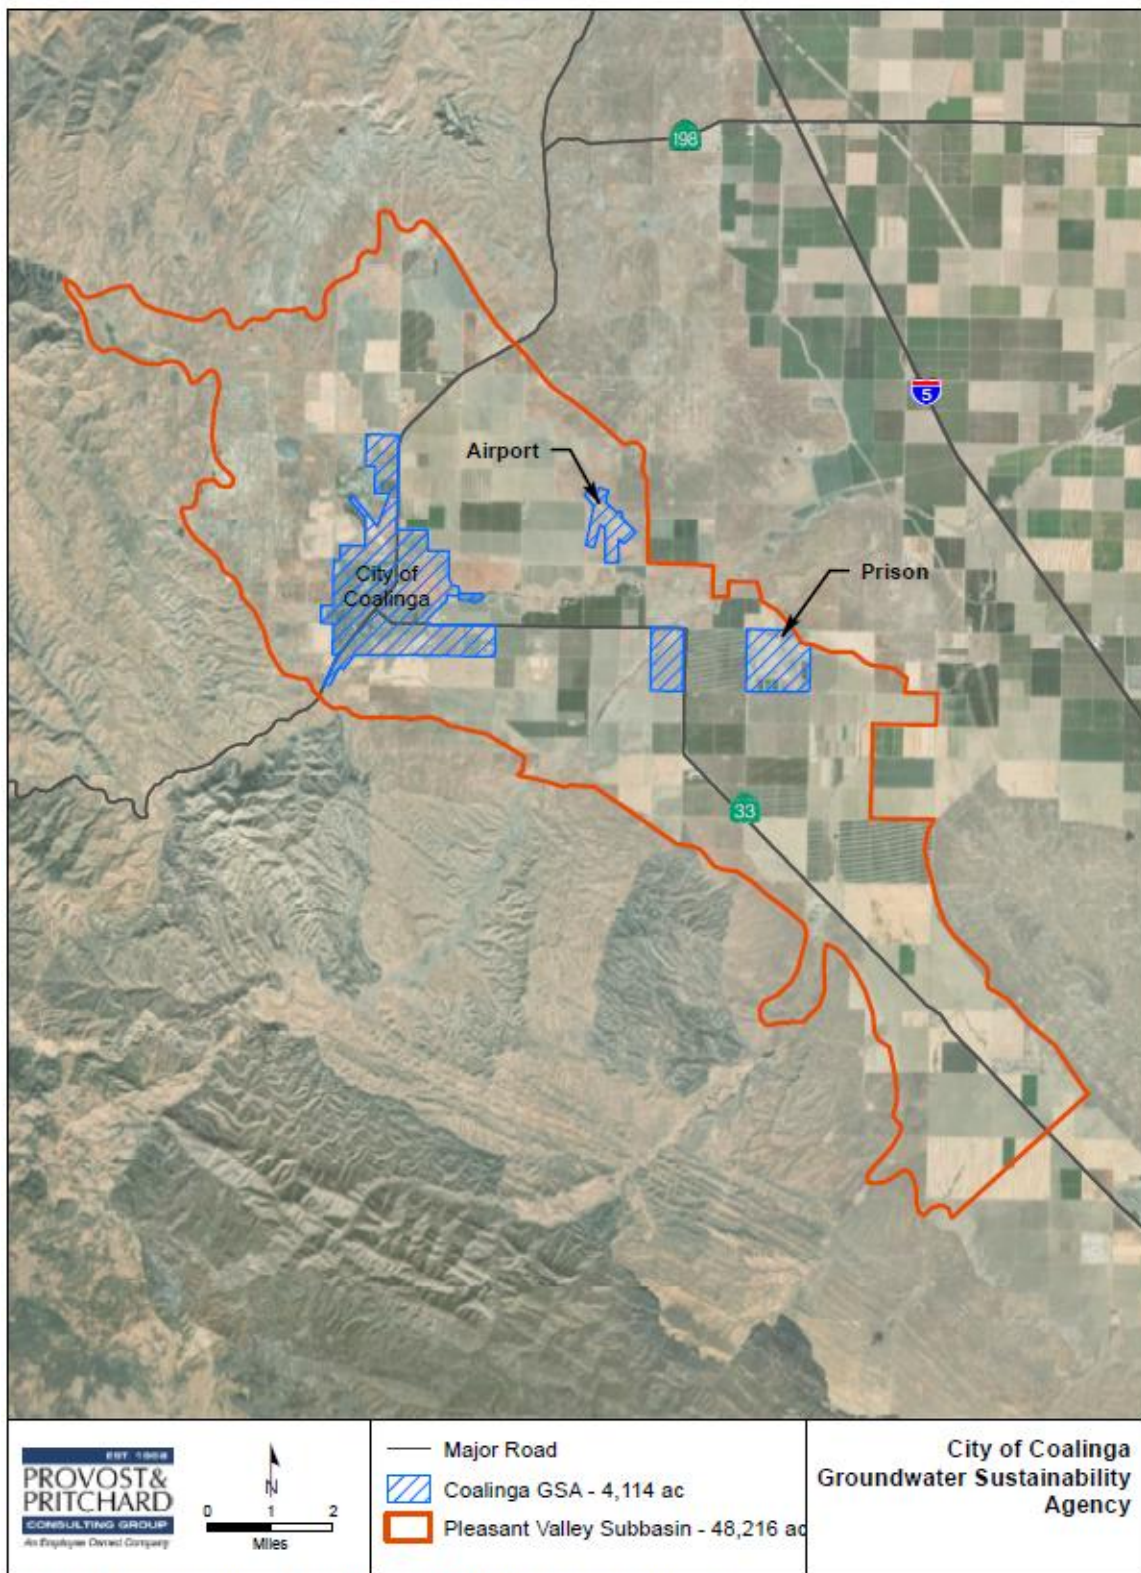 198
5
Airport
Prison
City of
Coalinga
33
EST. 1968
PROVOST&
PRITCHARD
CONSULTING GROUP
An Employee Owned Company
N
0 1 2
Miles
Major Road
Coalinga GSA - 4,114 ac
Pleasant Valley Subbasin - 48,216 ac
City of Coalinga
Groundwater Sustainability
Agency